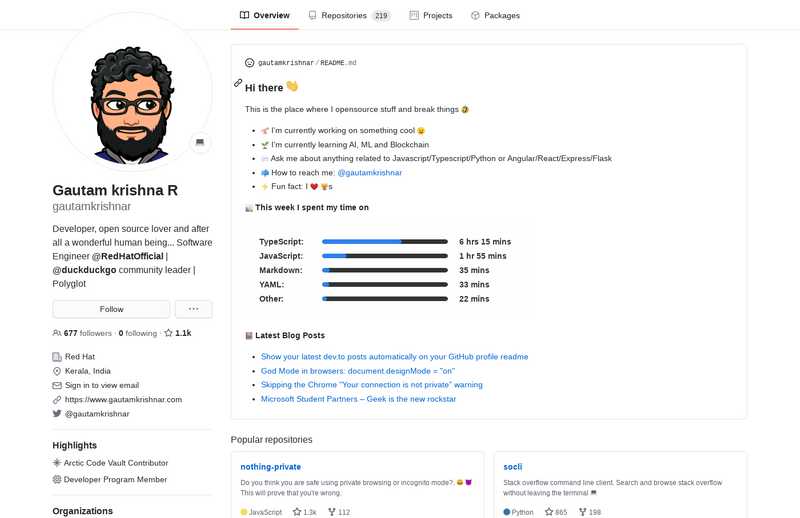 Overview Repositories 219 Projects Packages
gautamkrishnar/README.md
Hi there 👋
This is the place where I opensource stuff and break things 🤣
I'm currently working on something cool 😉
I'm currently learning AI, ML and Blockchain
Ask me about anything related to Javascript/Typescript/Python or Angular/React/Express/Flask
How to reach me: @gautamkrishnar
Fun fact: I ❤️ 🐕s
This week I spent my time on
TypeScript: 6 hrs 15 mins
JavaScript: 1 hr 55 mins
Markdown: 35 mins
YAML: 33 mins
Other: 22 mins
Latest Blog Posts
Show your latest dev.to posts automatically on your GitHub profile readme
God Mode in browsers: document.designMode = "on"
Skipping the Chrome "Your connection is not private" warning
Microsoft Student Partners – Geek is the new rockstar
Gautam krishna R
gautamkrishnar
Developer, open source lover and after
all a wonderful human being... Software
Engineer @RedHatOfficial |
@duckduckgo community leader |
Polyglot
Follow ...
677 followers · 0 following · 1.1k
Red Hat
Kerala, India
Sign in to view email
https://www.gautamkrishnar.com
@gautamkrishnar
Highlights
Arctic Code Vault Contributor
Developer Program Member
Organizations
Popular repositories
nothing-private
Do you think you are safe using private browsing or incognito mode?. 😄 👿
This will prove that you're wrong.
JavaScript 1.3k 112
socli
Stack overflow command line client. Search and browse stack overflow
without leaving the terminal 💻
Python 865 198